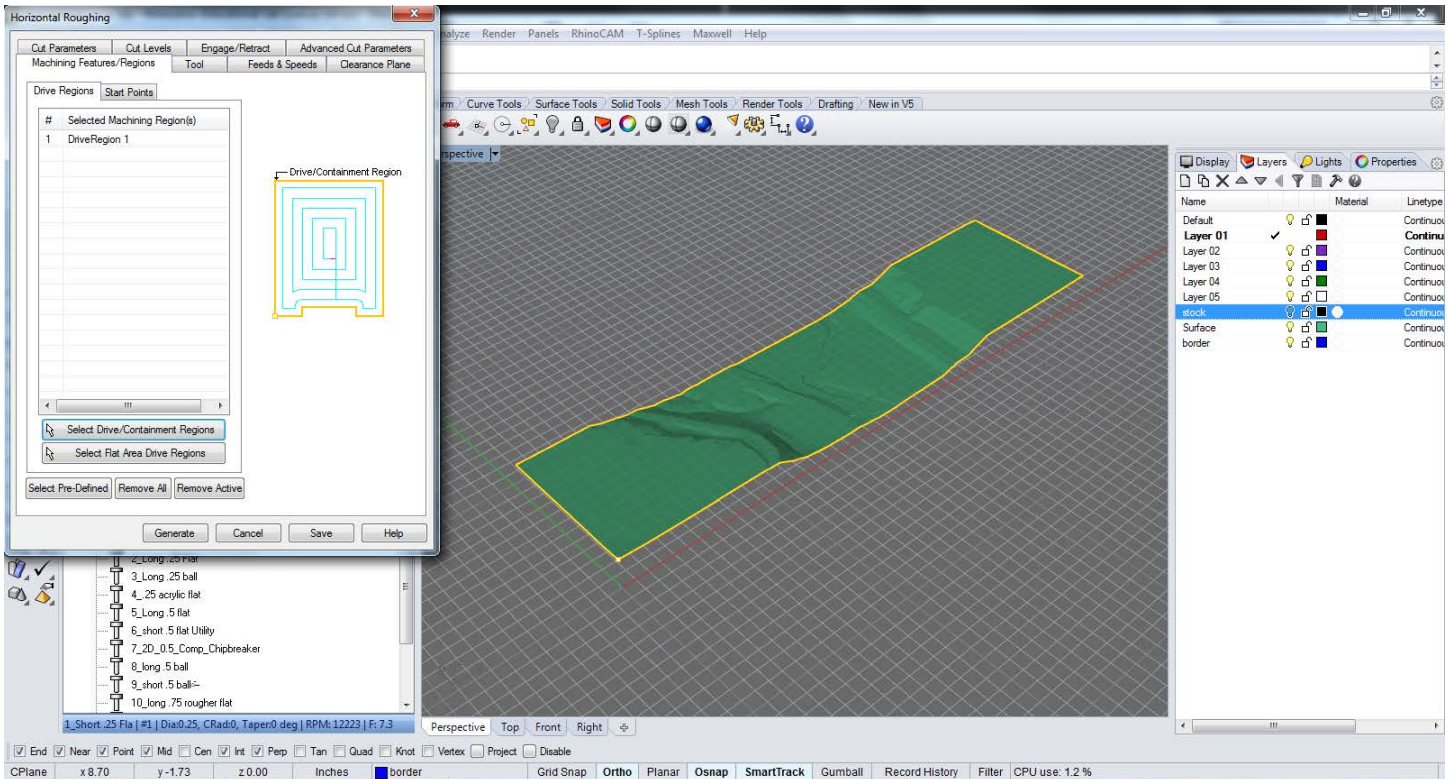 Horizontal Roughing
Cut Parameters Cut Levels Engage/Retract Advanced Cut Parameters
Machining Features/Regions Tool Feeds & Speeds Clearance Plane
Drive Regions Start Points
# Selected Machining Region(s)
1 DriveRegion 1
Drive/Containment Region
Select Drive/Containment Regions
Select Flat Area Drive Regions
Select Pre-Defined Remove All Remove Active
Generate Cancel Save Help
nalyze Render Panels RhinoCAM T-Splines Maxwell Help
rm Curve Tools Surface Tools Solid Tools Mesh Tools Render Tools Drafting New in V5
rspective
Display Layers Lights Properties
Name Material Linetype
Default Continuou
Layer 01 Continu
Layer 02 Continuou
Layer 03 Continuou
Layer 04 Continuou
Layer 05 Continuou
stock Continuou
Surface Continuou
border Continuou
2_Long .25 Flat
3_Long .25 ball
4_.25 acrylic flat
5_Long .5 flat
6_short .5 flat Utility
7_2D_0.5_Comp_Chipbreaker
8_long .5 ball
9_short .5 ball
10_long .75 rougher flat
1_Short .25 Fla | #1 | Dia:0.25, CRad:0, Taper:0 deg | RPM: 12223 | F: 7.3
Perspective Top Front Right
End Near Point Mid Cen Int Perp Tan Quad Knot Vertex Project Disable
CPlane x 8.70 y -1.73 z 0.00 Inches border Grid Snap Ortho Planar Osnap SmartTrack Gumball Record History Filter CPU use: 1.2 %